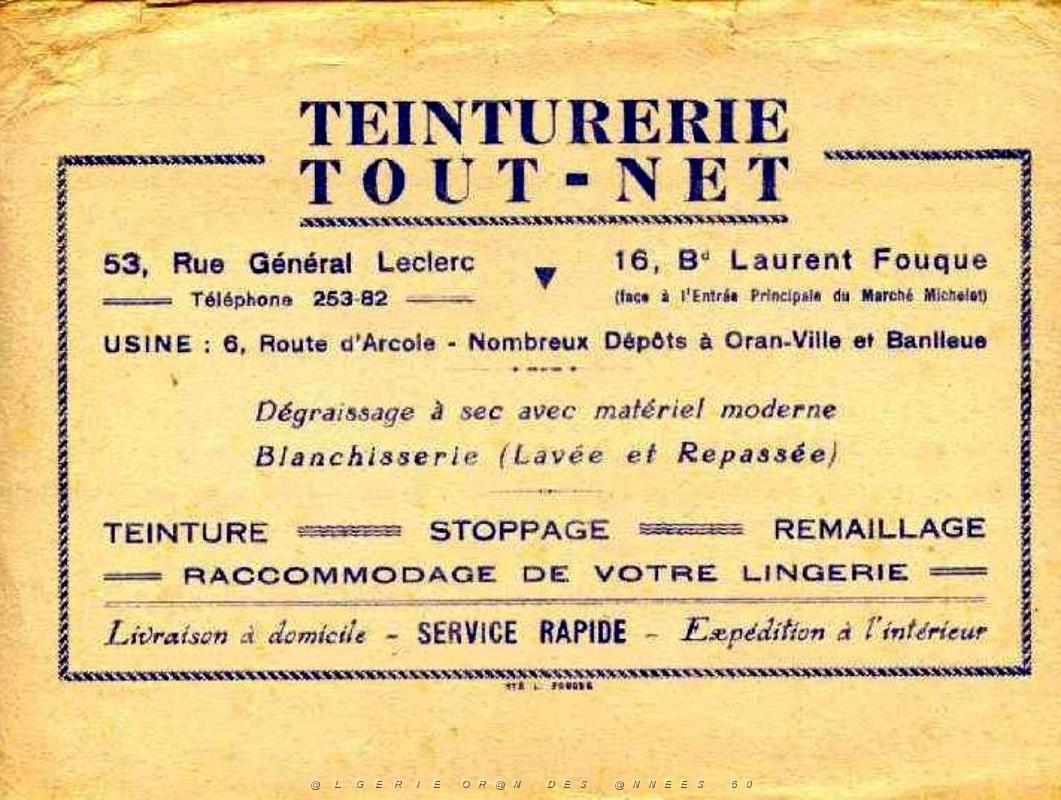 TEINTURERIE
TOUT-NET
53, Rue Général Leclerc
Téléphone 253-82
16, Bd Laurent Fouque
(face à l'Entrée Principale du Marché Michelet)
USINE : 6, Route d'Arcole - Nombreux Dépôts à Oran-Ville et Banlieue
Dégraissage à sec avec matériel moderne
Blanchisserie (Lavée et Repassée)
TEINTURE STOPPAGE REMAILLAGE
RACCOMMODAGE DE VOTRE LINGERIE
Livraison à domicile - SERVICE RAPIDE - Expédition à l'intérieur
L. FOUQUE
@LGERIE OR@N DES @NNEES 50